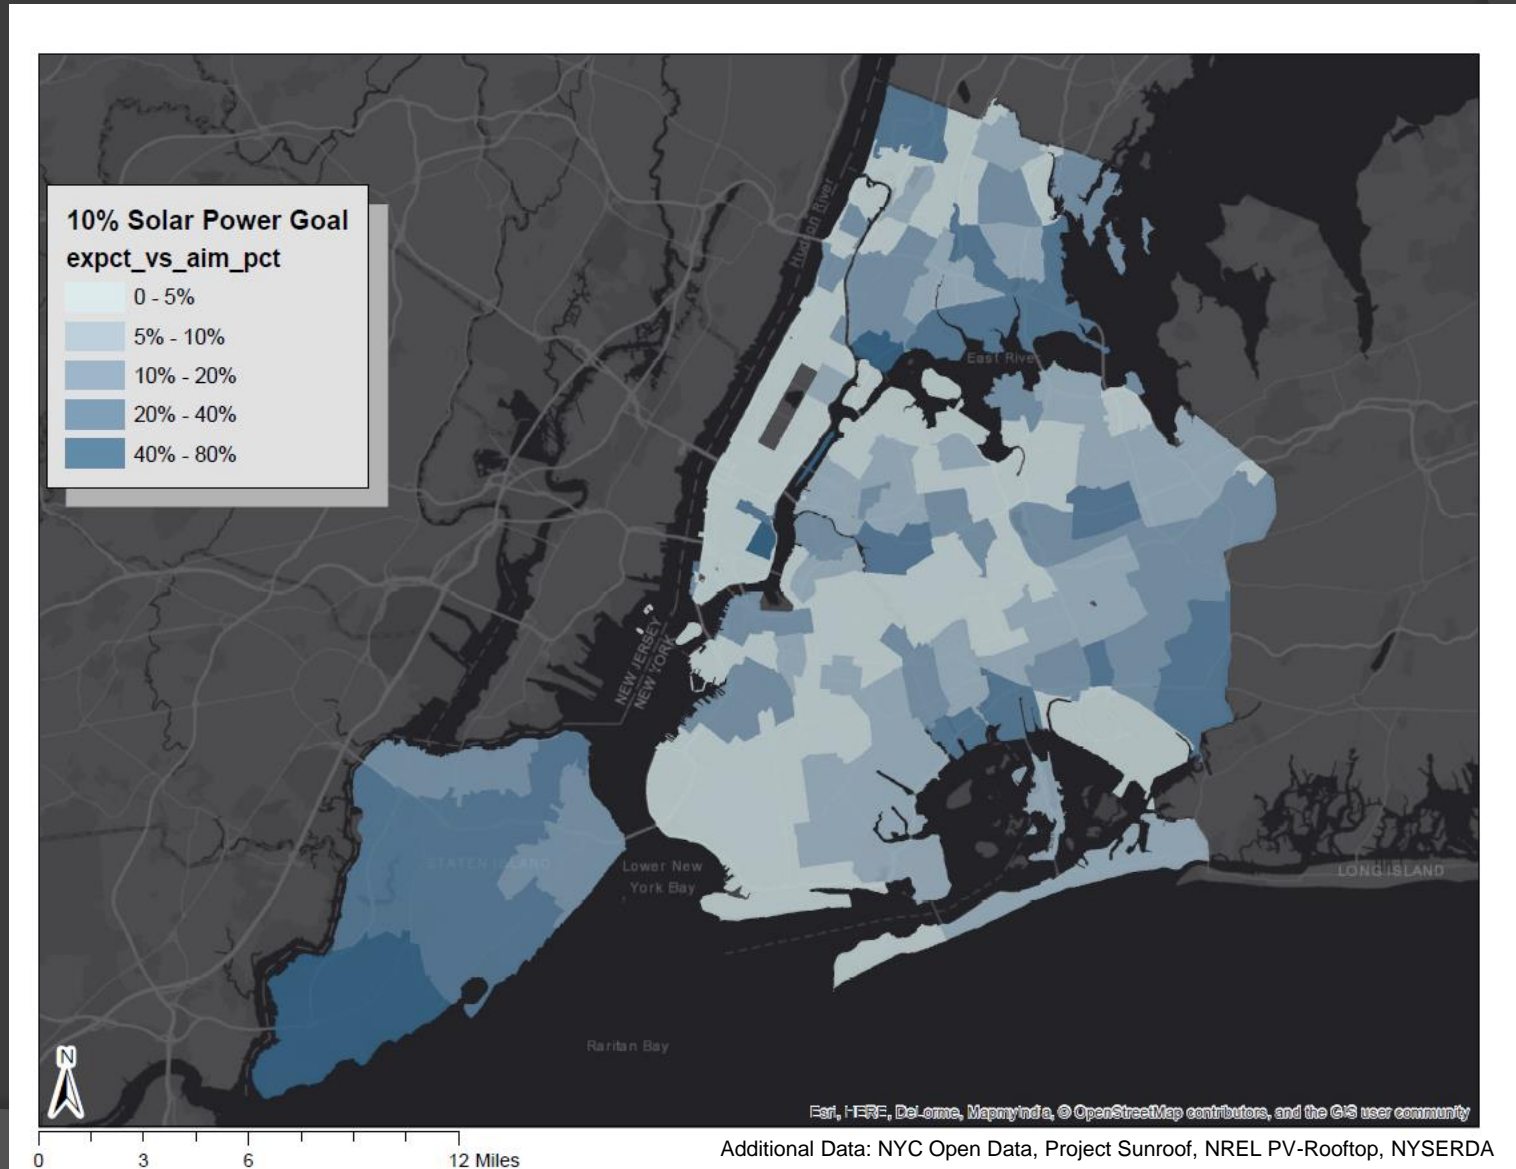 10% Solar Power Goal
expct_vs_aim_pct
0 - 5%
5% - 10%
10% - 20%
20% - 40%
40% - 80%
Hudson River
East River
NEW JERSEY
NEW YORK
STATEN ISLAND
Lower New
York Bay
LONG ISLAND
Raritan Bay
N
Esri, HERE, DeLorme, MapmyIndia, © OpenStreetMap contributors, and the GIS user community
0 3 6 12 Miles
Additional Data: NYC Open Data, Project Sunroof, NREL PV-Rooftop, NYSERDA